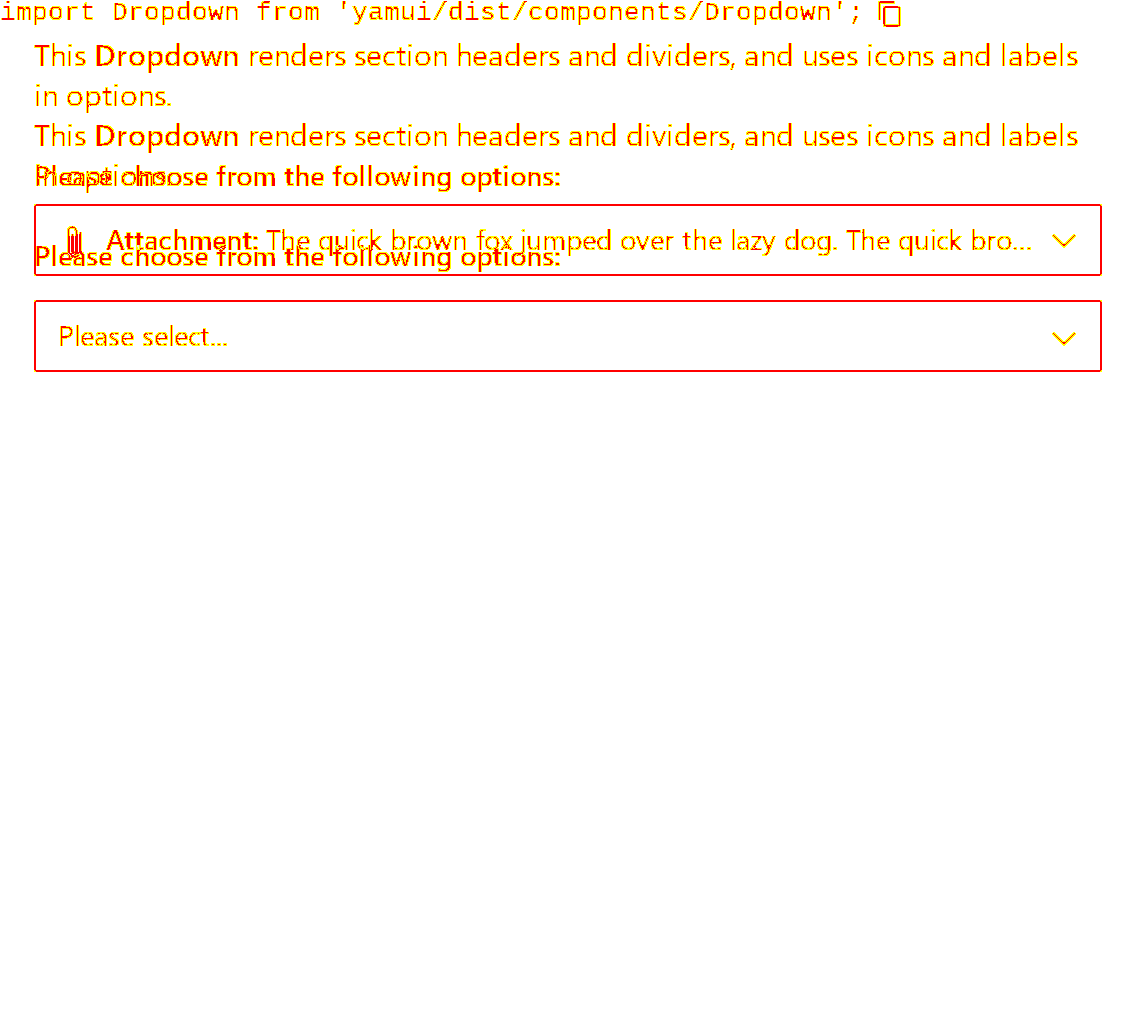 import Dropdown from 'yamui/dist/components/Dropdown';
This Dropdown renders section headers and dividers, and uses icons and labels
in options.
This Dropdown renders section headers and dividers, and uses icons and labels
in options.
Please choose from the following options:
Attachment: The quick brown fox jumped over the lazy dog. The quick bro...
Please choose from the following options:
Please select...